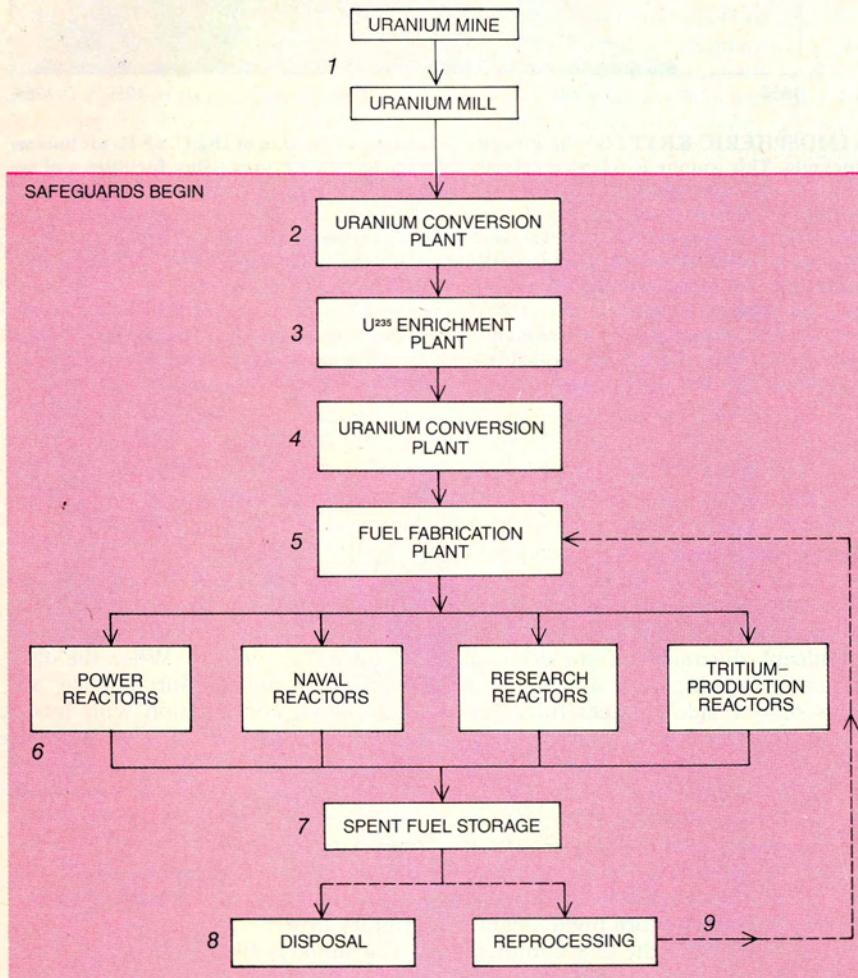 URANIUM MINE
1
URANIUM MILL
SAFEGUARDS BEGIN
2
URANIUM CONVERSION
PLANT
3
U²³⁵ ENRICHMENT
PLANT
4
URANIUM CONVERSION
PLANT
5
FUEL FABRICATION
PLANT
POWER
REACTORS
NAVAL
REACTORS
RESEARCH
REACTORS
TRITIUM–
PRODUCTION
REACTORS
6
7
SPENT FUEL STORAGE
8
DISPOSAL
REPROCESSING
9